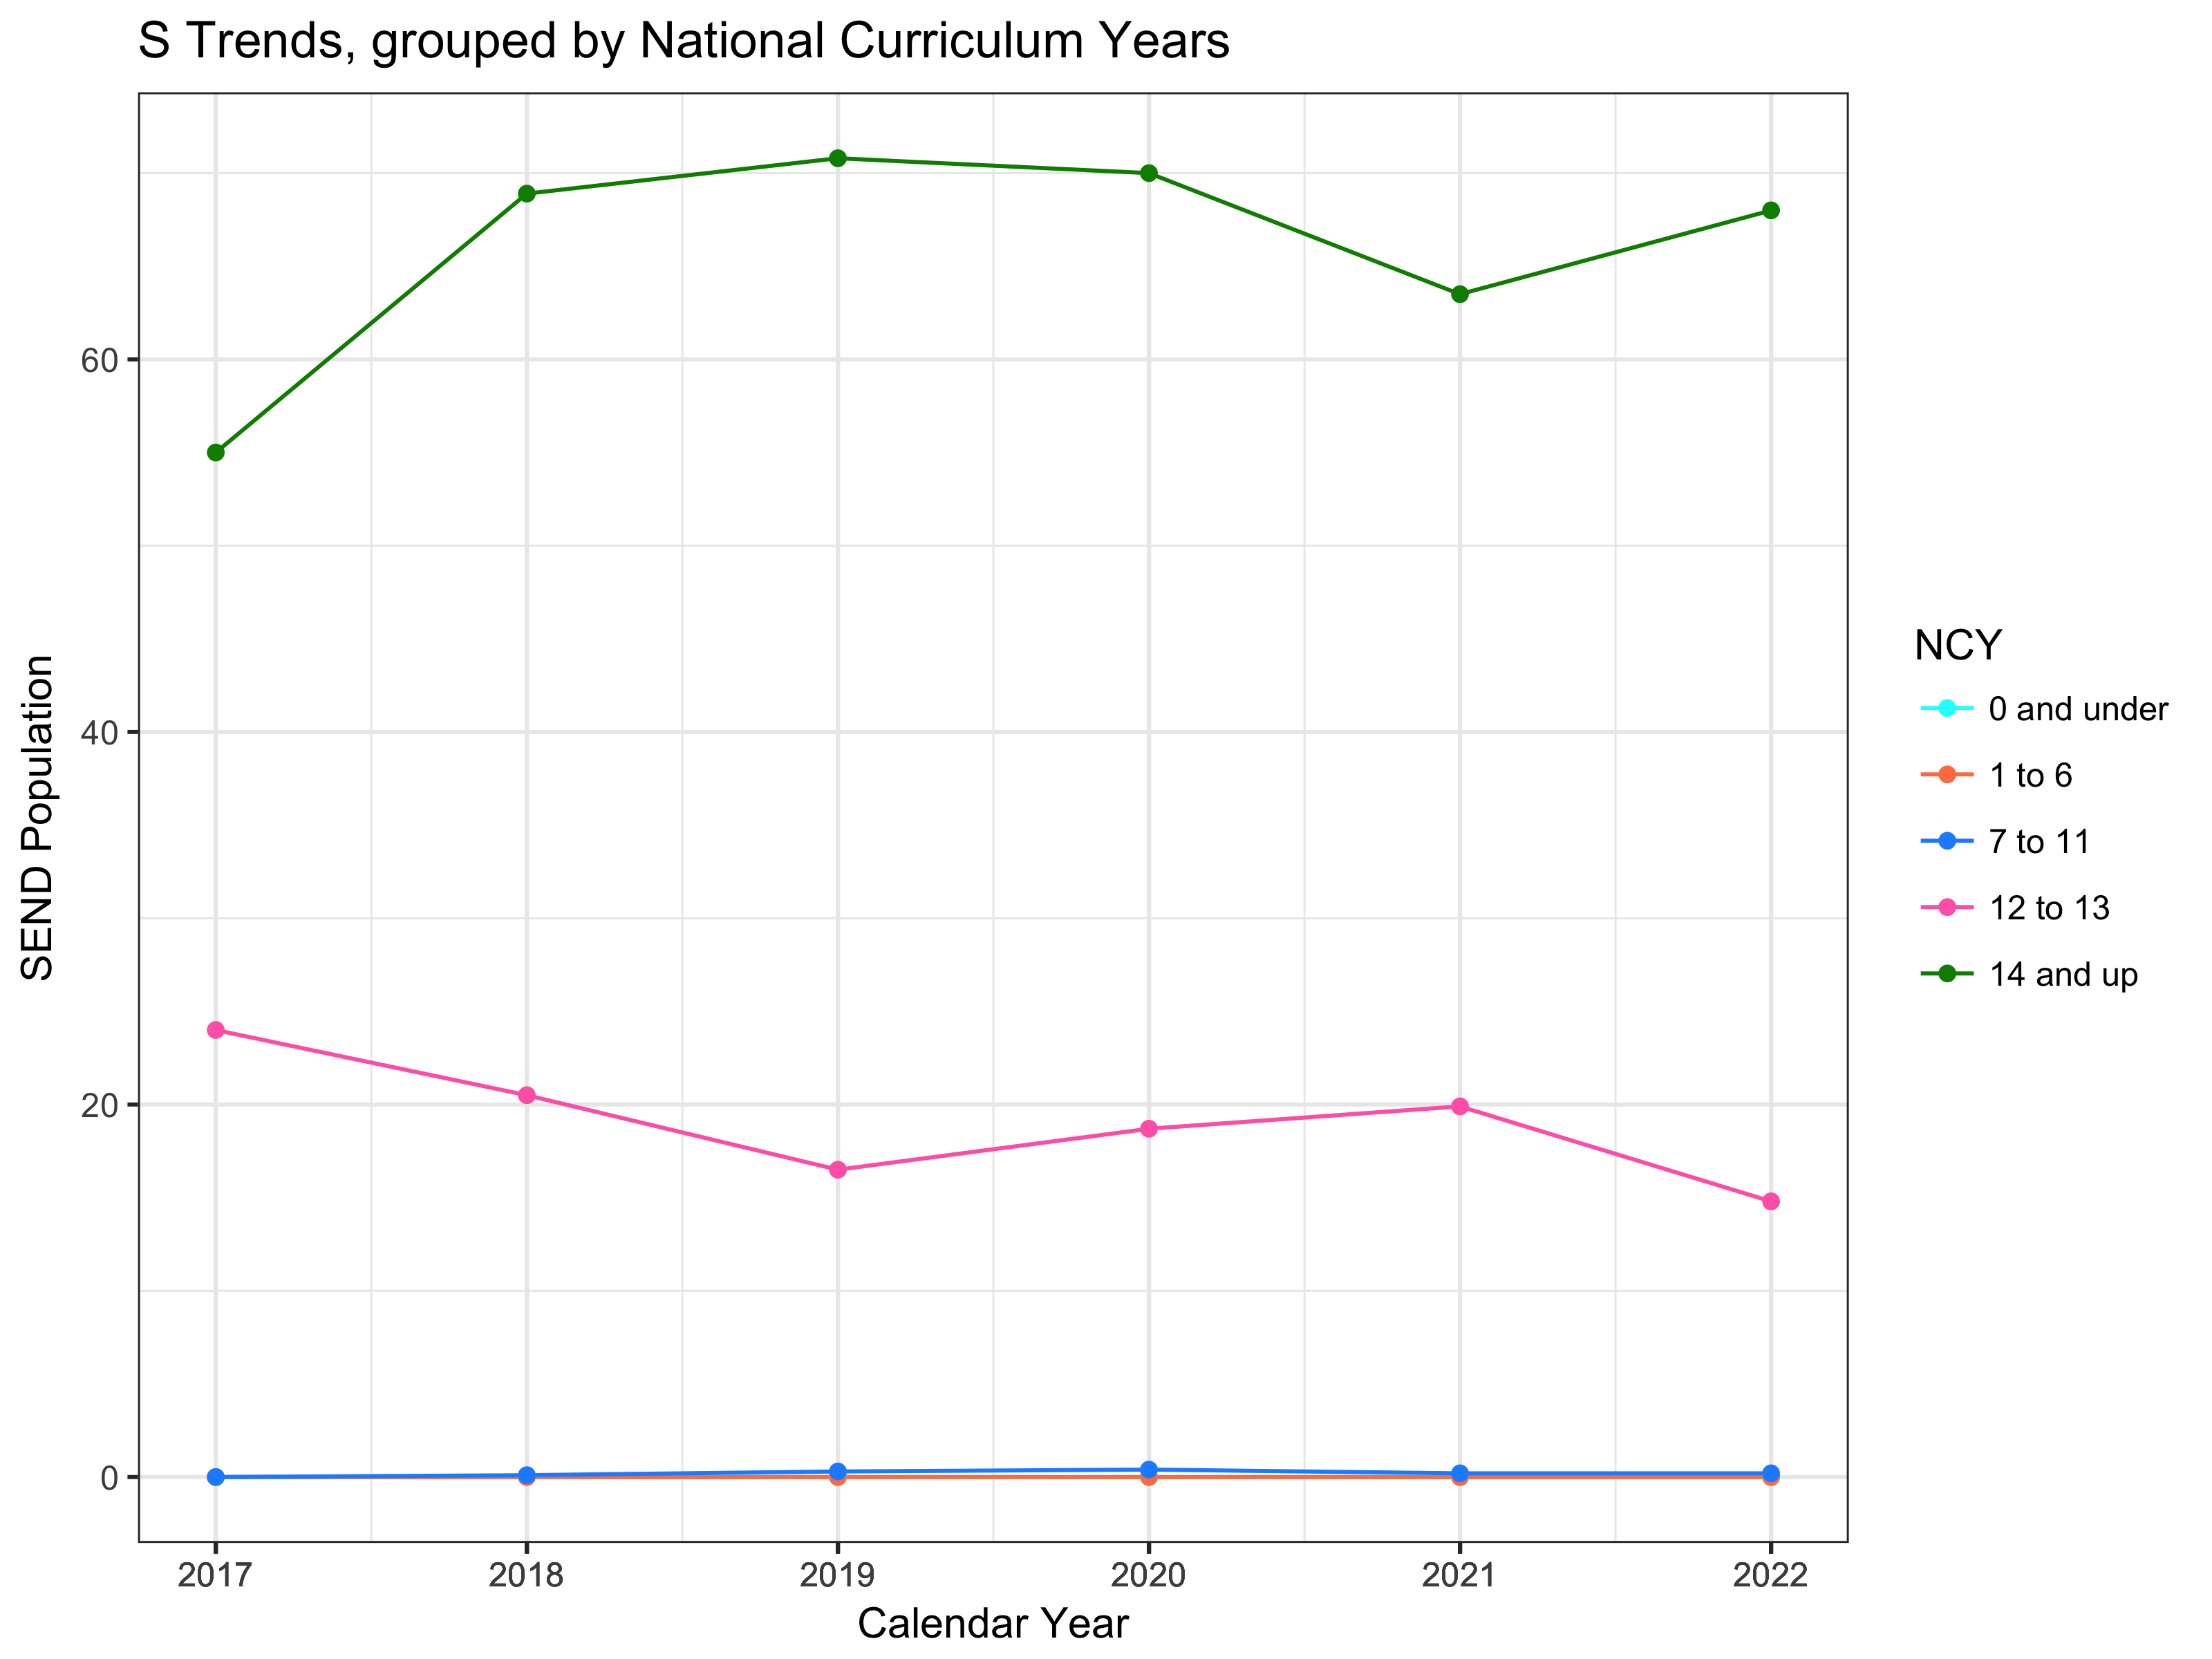 S Trends, grouped by National Curriculum Years
SEND Population
60
40
20
0
2017 2018 2019 2020 2021 2022
Calendar Year
NCY
0 and under
1 to 6
7 to 11
12 to 13
14 and up